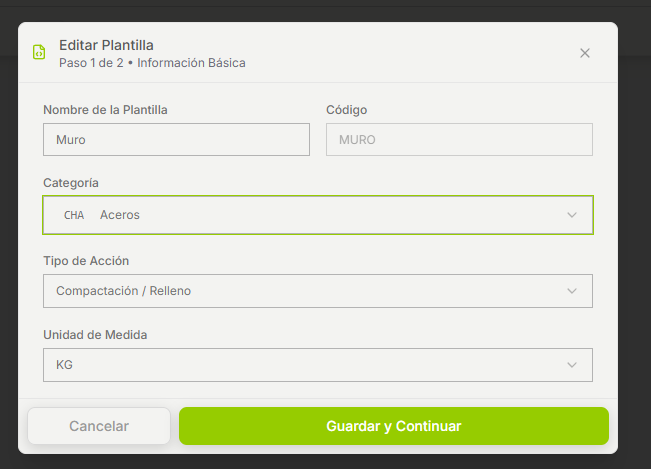 Editar Plantilla
Paso 1 de 2 • Información Básica
Nombre de la Plantilla
Código
Muro
MURO
Categoría
CHA Aceros
Tipo de Acción
Compactación / Relleno
Unidad de Medida
KG
Cancelar
Guardar y Continuar